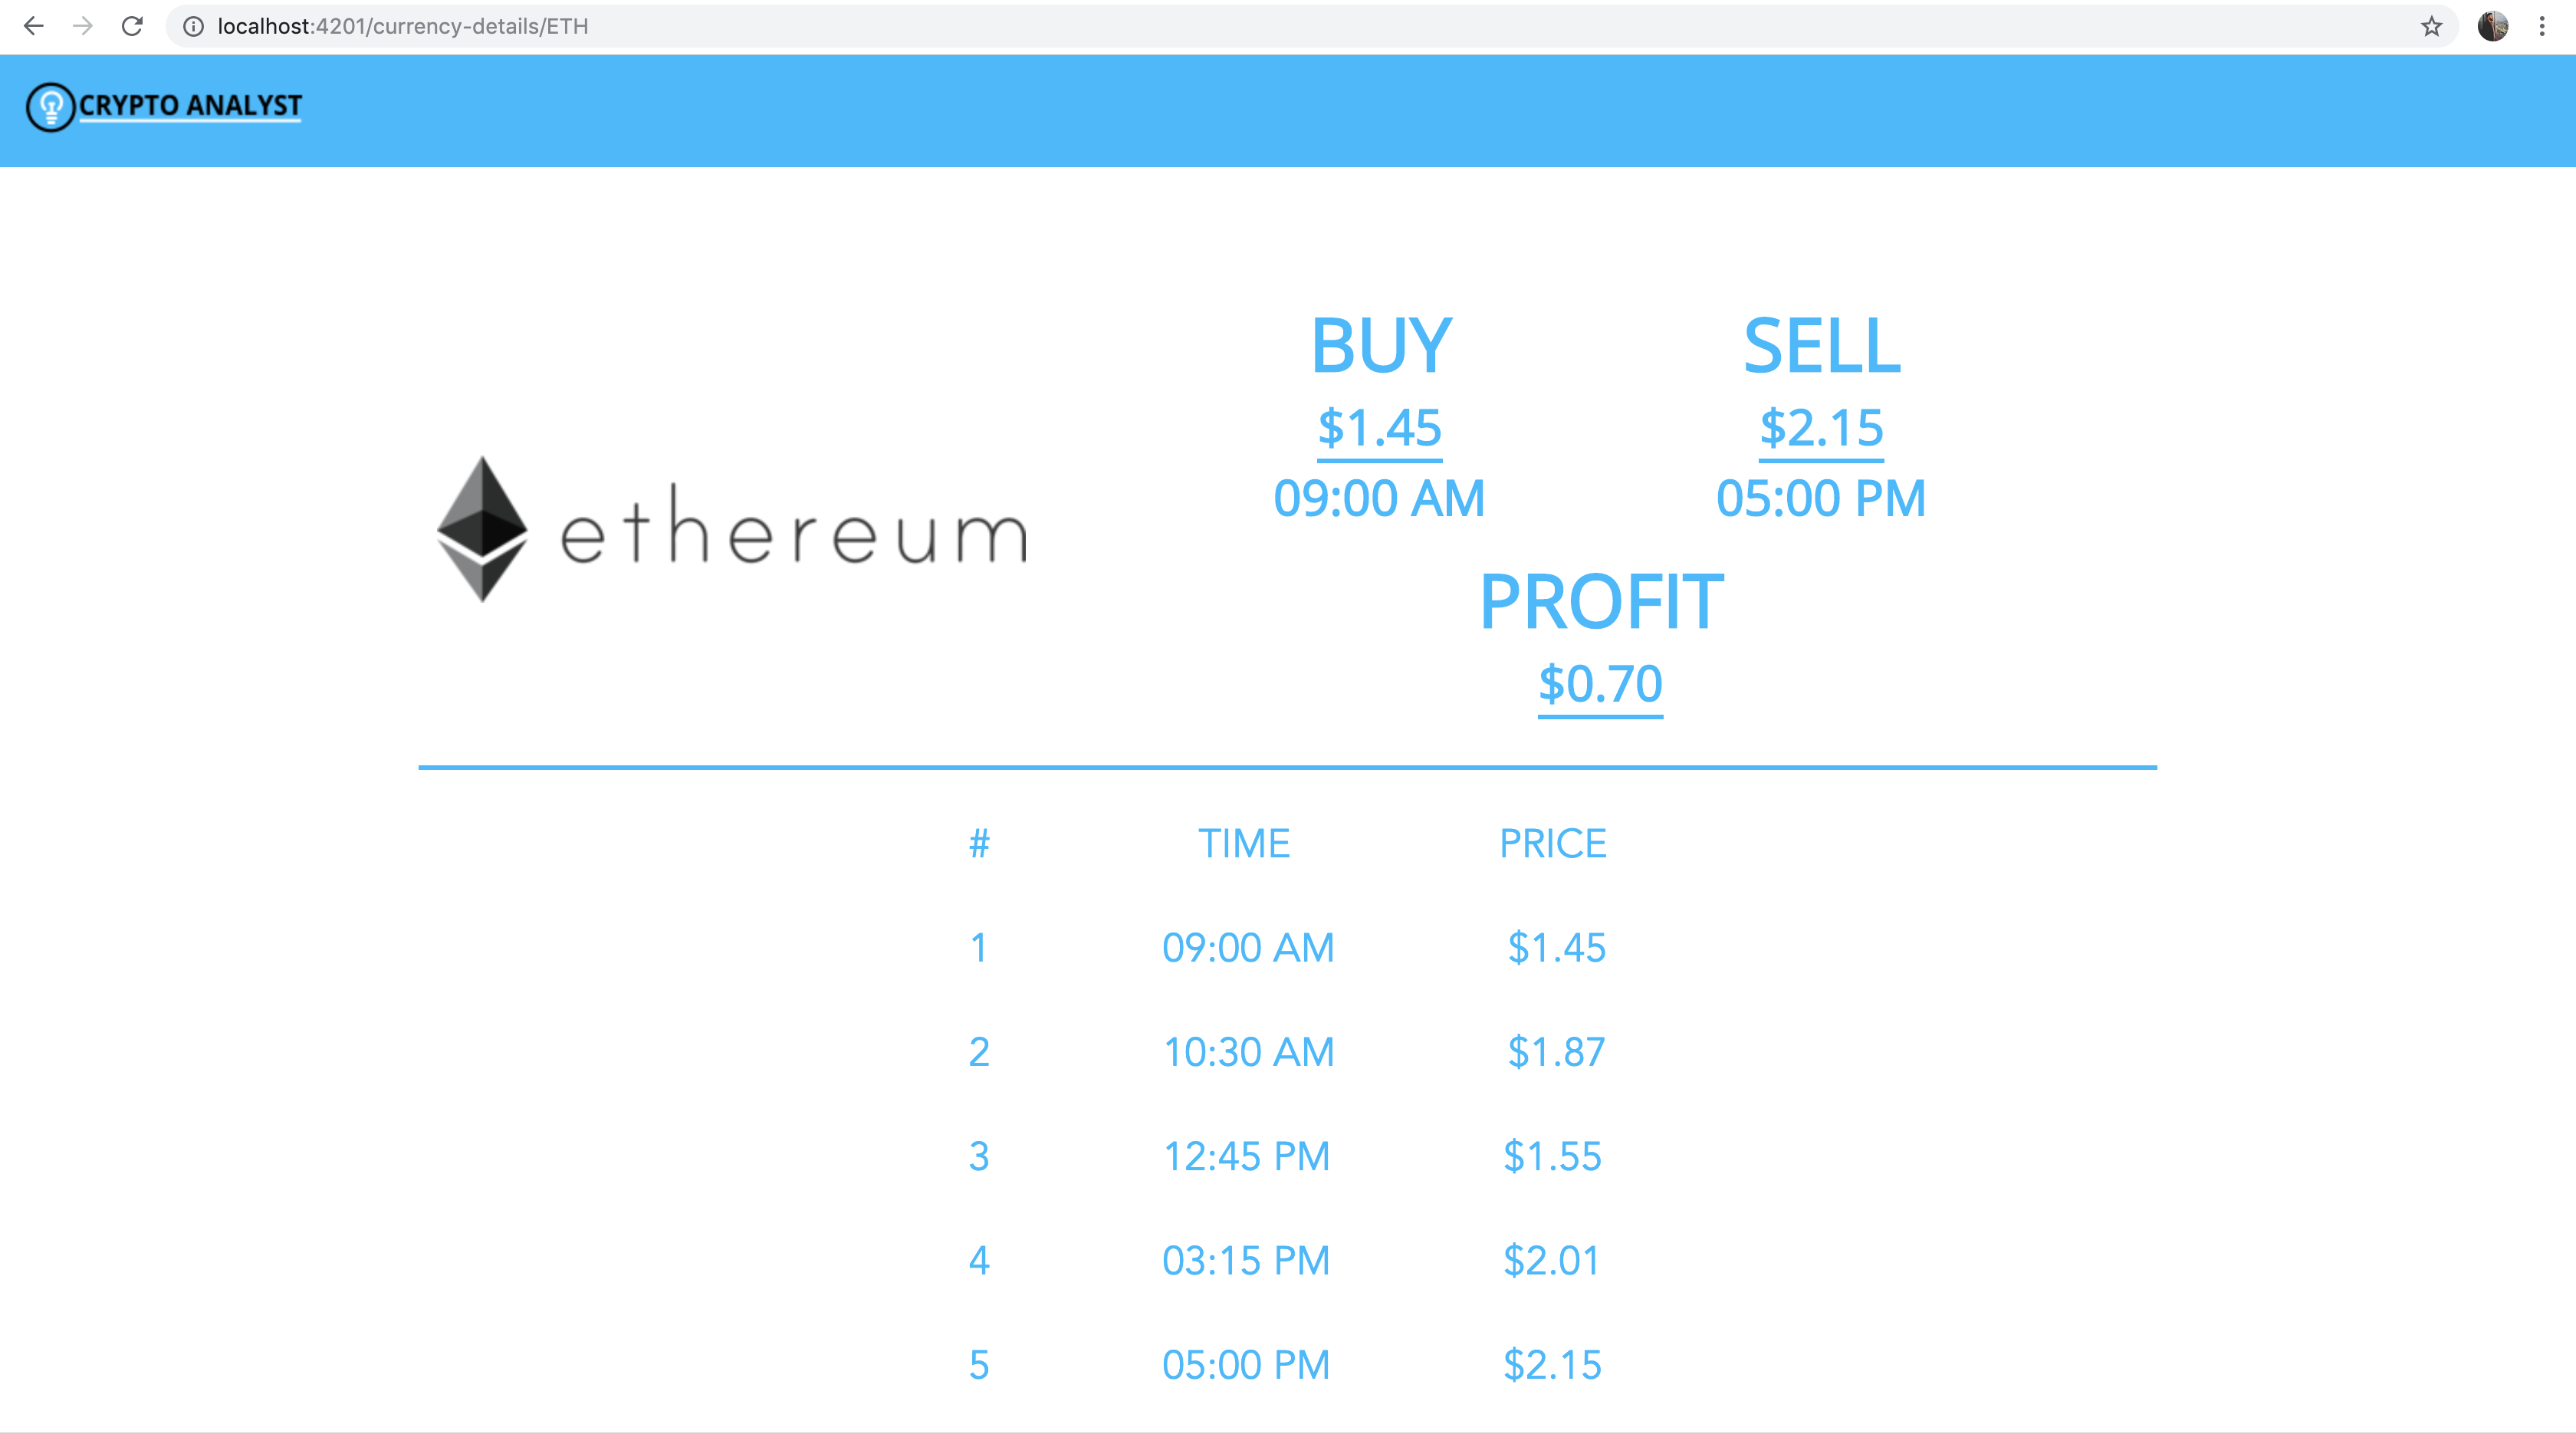 localhost:4201/currency-details/ETH
CRYPTO ANALYST
ethereum
BUY SELL
$1.45 $2.15
09:00 AM 05:00 PM
PROFIT
$0.70
# TIME PRICE
1 09:00 AM $1.45
2 10:30 AM $1.87
3 12:45 PM $1.55
4 03:15 PM $2.01
5 05:00 PM $2.15